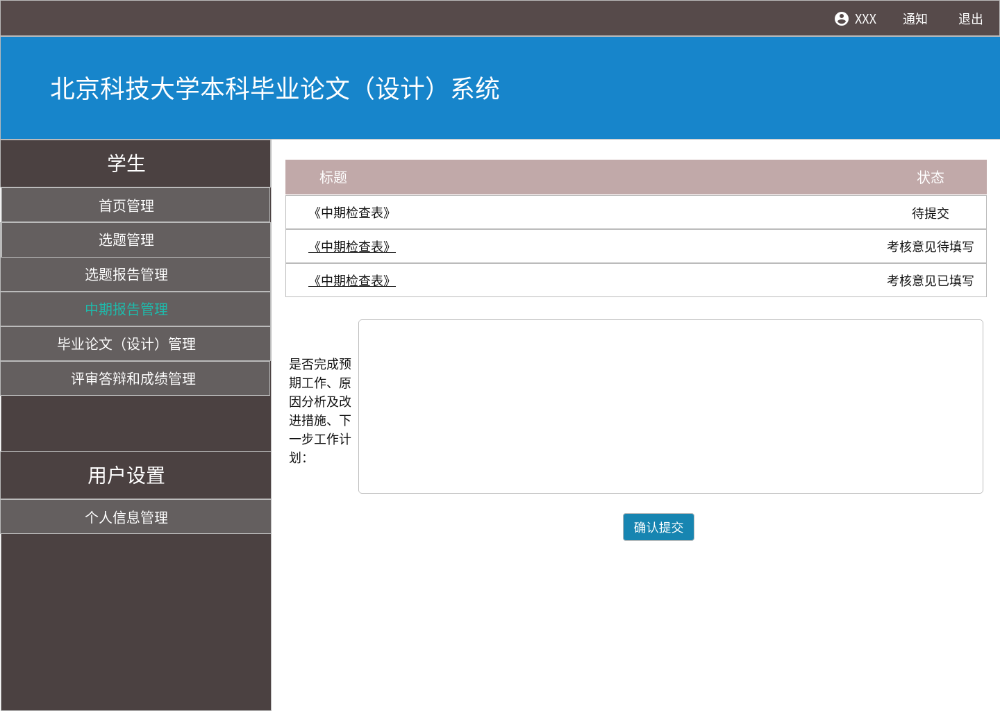 XXX 通知 退出
北京科技大学本科毕业论文（设计）系统
学生
首页管理
选题管理
选题报告管理
中期报告管理
毕业论文（设计）管理
评审答辩和成绩管理
用户设置
个人信息管理
标题 状态
《中期检查表》 待提交
《中期检查表》 考核意见待填写
《中期检查表》 考核意见已填写
是否完成预
期工作、原
因分析及改
进措施、下
一步工作计
划：
确认提交